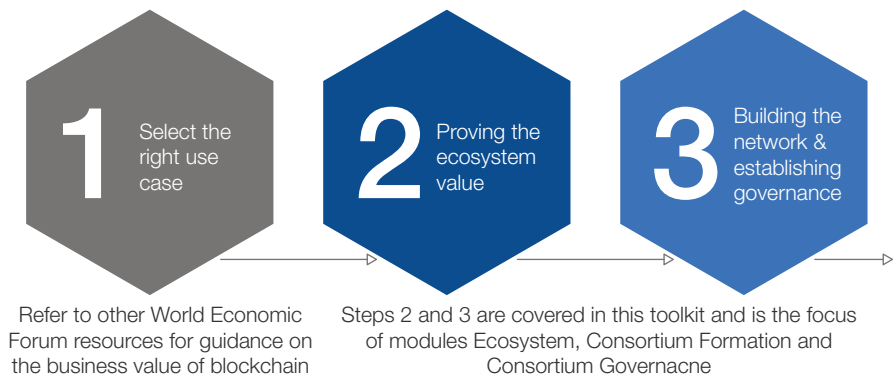 1
Select the
right use
case
2
Proving the
ecosystem
value
3
Building the
network &
establishing
governance
Refer to other World Economic
Forum resources for guidance on
the business value of blockchain
Steps 2 and 3 are covered in this toolkit and is the focus
of modules Ecosystem, Consortium Formation and
Consortium Governacne